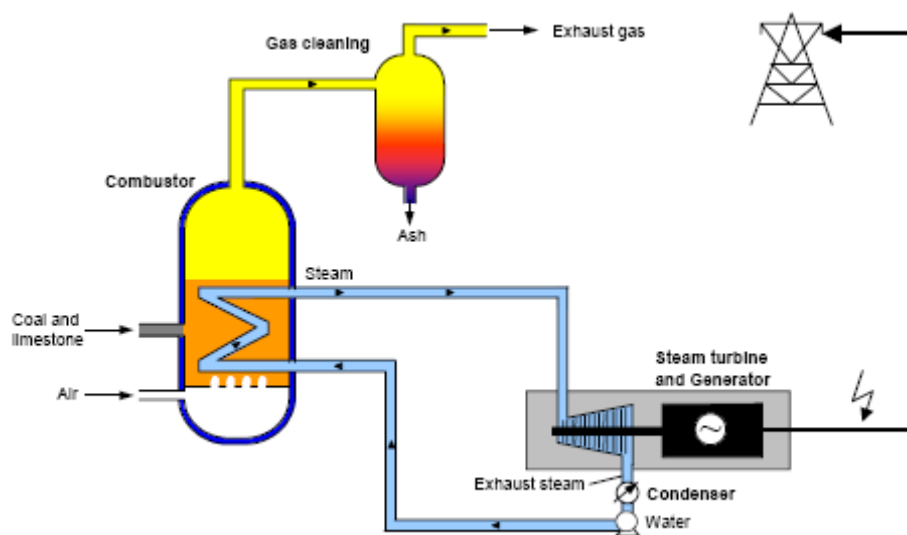 Gas cleaning
Exhaust gas
Combustor
Ash
Steam
Coal and
limestone
Air
Steam turbine
and Generator
~
Exhaust steam
Condenser
Water